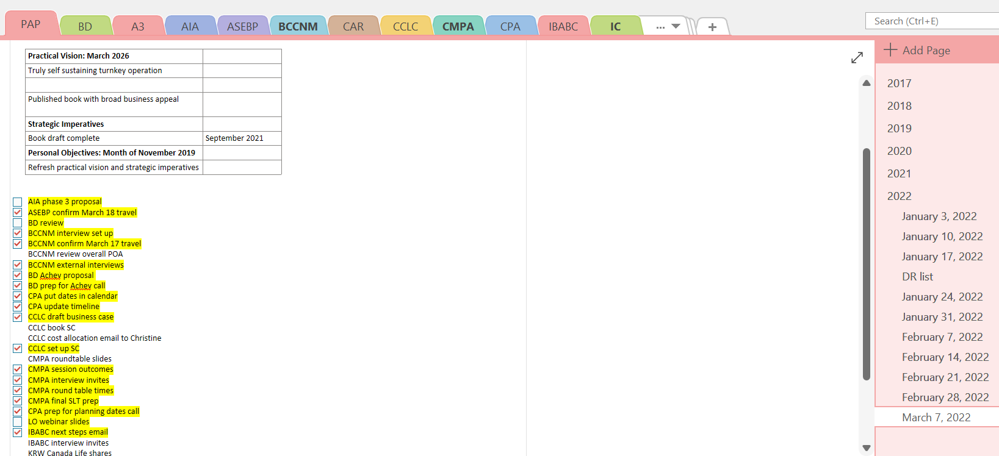 PAP
BD
A3
AIA
ASEBP
BCCNM
CAR
CCLC
CMPA
CPA
IBABC
IC
...
+
Search (Ctrl+E)
Practical Vision: March 2026
Truly self sustaining turnkey operation
Published book with broad business appeal
Strategic Imperatives
Book draft complete September 2021
Personal Objectives: Month of November 2019
Refresh practical vision and strategic imperatives
AIA phase 3 proposal
ASEBP confirm March 18 travel
BD review
BCCNM interview set up
BCCNM confirm March 17 travel
BCCNM review overall POA
BCCNM external interviews
BD Achev proposal
BD prep for Achev call
CPA put dates in calendar
CPA update timeline
CCLC draft business case
CCLC book SC
CCLC cost allocation email to Christine
CCLC set up SC
CMPA roundtable slides
CMPA session outcomes
CMPA interview invites
CMPA round table times
CMPA final SLT prep
CPA prep for planning dates call
LO webinar slides
IBABC next steps email
IBABC interview invites
KRW Canada Life shares
Add Page
2017
2018
2019
2020
2021
2022
January 3, 2022
January 10, 2022
January 17, 2022
DR list
January 24, 2022
January 31, 2022
February 7, 2022
February 14, 2022
February 21, 2022
February 28, 2022
March 7, 2022